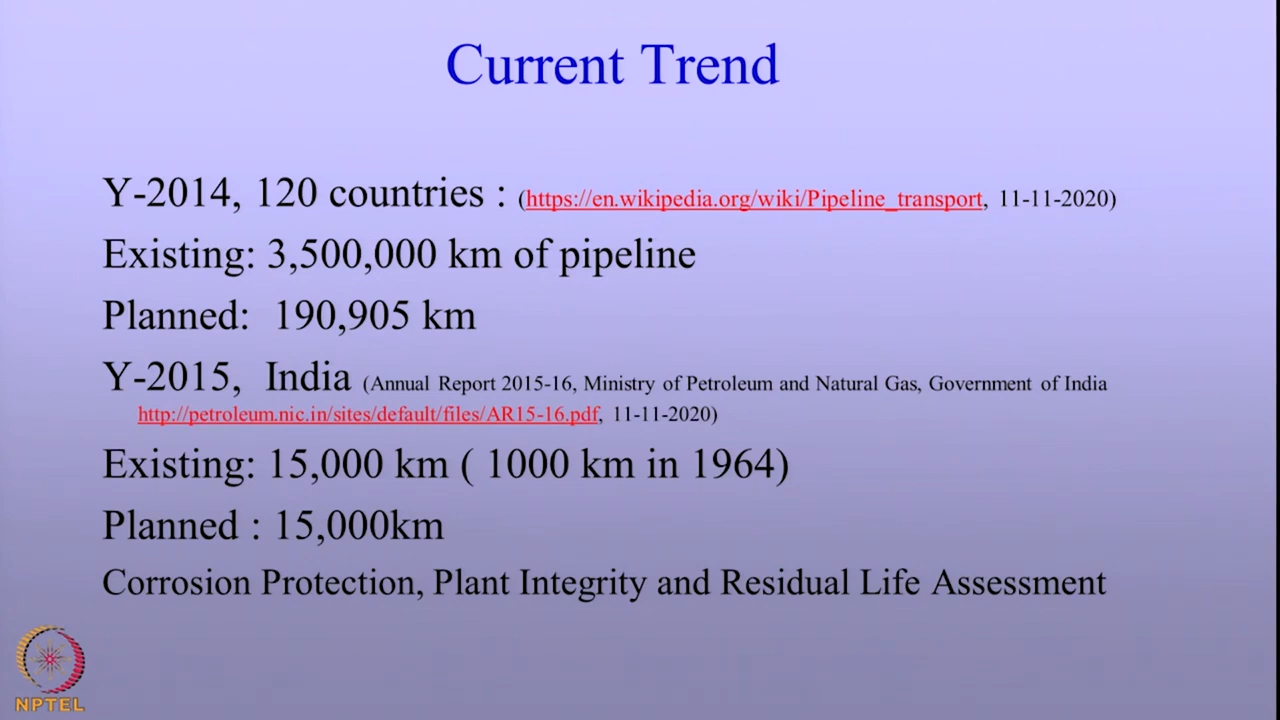 Current Trend
Y-2014, 120 countries : (https://en.wikipedia.org/wiki/Pipeline_transport, 11-11-2020)
Existing: 3,500,000 km of pipeline
Planned: 190,905 km
Y-2015, India (Annual Report 2015-16, Ministry of Petroleum and Natural Gas, Government of India
http://petroleum.nic.in/sites/default/files/AR15-16.pdf, 11-11-2020)
Existing: 15,000 km ( 1000 km in 1964)
Planned : 15,000km
Corrosion Protection, Plant Integrity and Residual Life Assessment
NPTEL